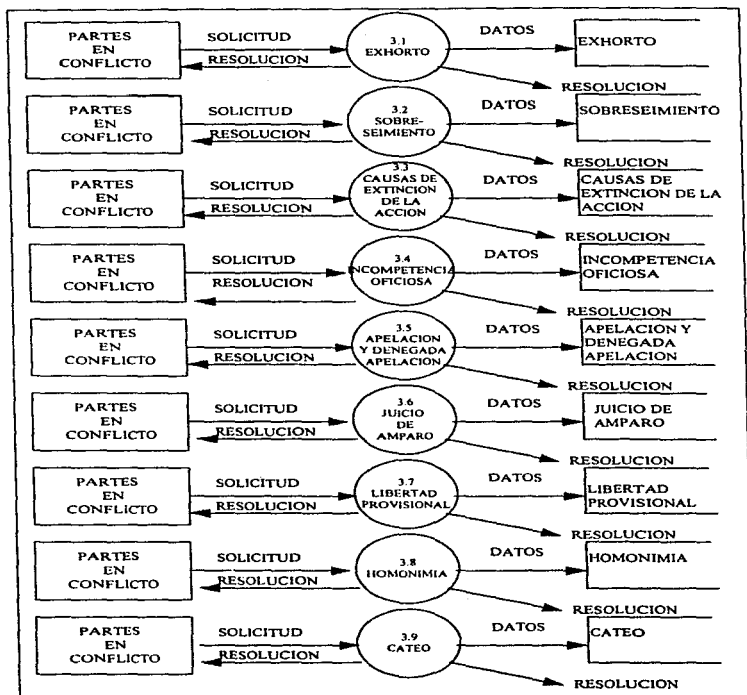 PARTES
EN
CONFLICTO
SOLICITUD
RESOLUCION
3.1
EXHORTO
DATOS
EXHORTO
RESOLUCION
PARTES
EN
CONFLICTO
SOLICITUD
RESOLUCION
3.2
SOBRE-
SEIMIENTO
DATOS
SOBRESEIMIENTO
RESOLUCION
PARTES
EN
CONFLICTO
SOLICITUD
RESOLUCION
3.3
CAUSAS DE
EXTINCION
DE LA
ACCION
DATOS
CAUSAS DE
EXTINCION DE LA
ACCION
RESOLUCION
PARTES
EN
CONFLICTO
SOLICITUD
RESOLUCION
3.4
INCOMPETENCIA
OFICIOSA
DATOS
INCOMPETENCIA
OFICIOSA
RESOLUCION
PARTES
EN
CONFLICTO
SOLICITUD
RESOLUCION
3.5
APELACION
Y DENEGADA
APELACION
DATOS
APELACION Y
DENEGADA
APELACION
RESOLUCION
PARTES
EN
CONFLICTO
SOLICITUD
RESOLUCION
3.6
JUICIO
DE
AMPARO
DATOS
JUICIO DE
AMPARO
RESOLUCION
PARTES
EN
CONFLICTO
SOLICITUD
RESOLUCION
3.7
LIBERTAD
PROVISIONAL
DATOS
LIBERTAD
PROVISIONAL
RESOLUCION
PARTES
EN
CONFLICTO
SOLICITUD
RESOLUCION
3.8
HOMONIMIA
DATOS
HOMONIMIA
RESOLUCION
PARTES
EN
CONFLICTO
SOLICITUD
RESOLUCION
3.9
CATEO
DATOS
CATEO
RESOLUCION